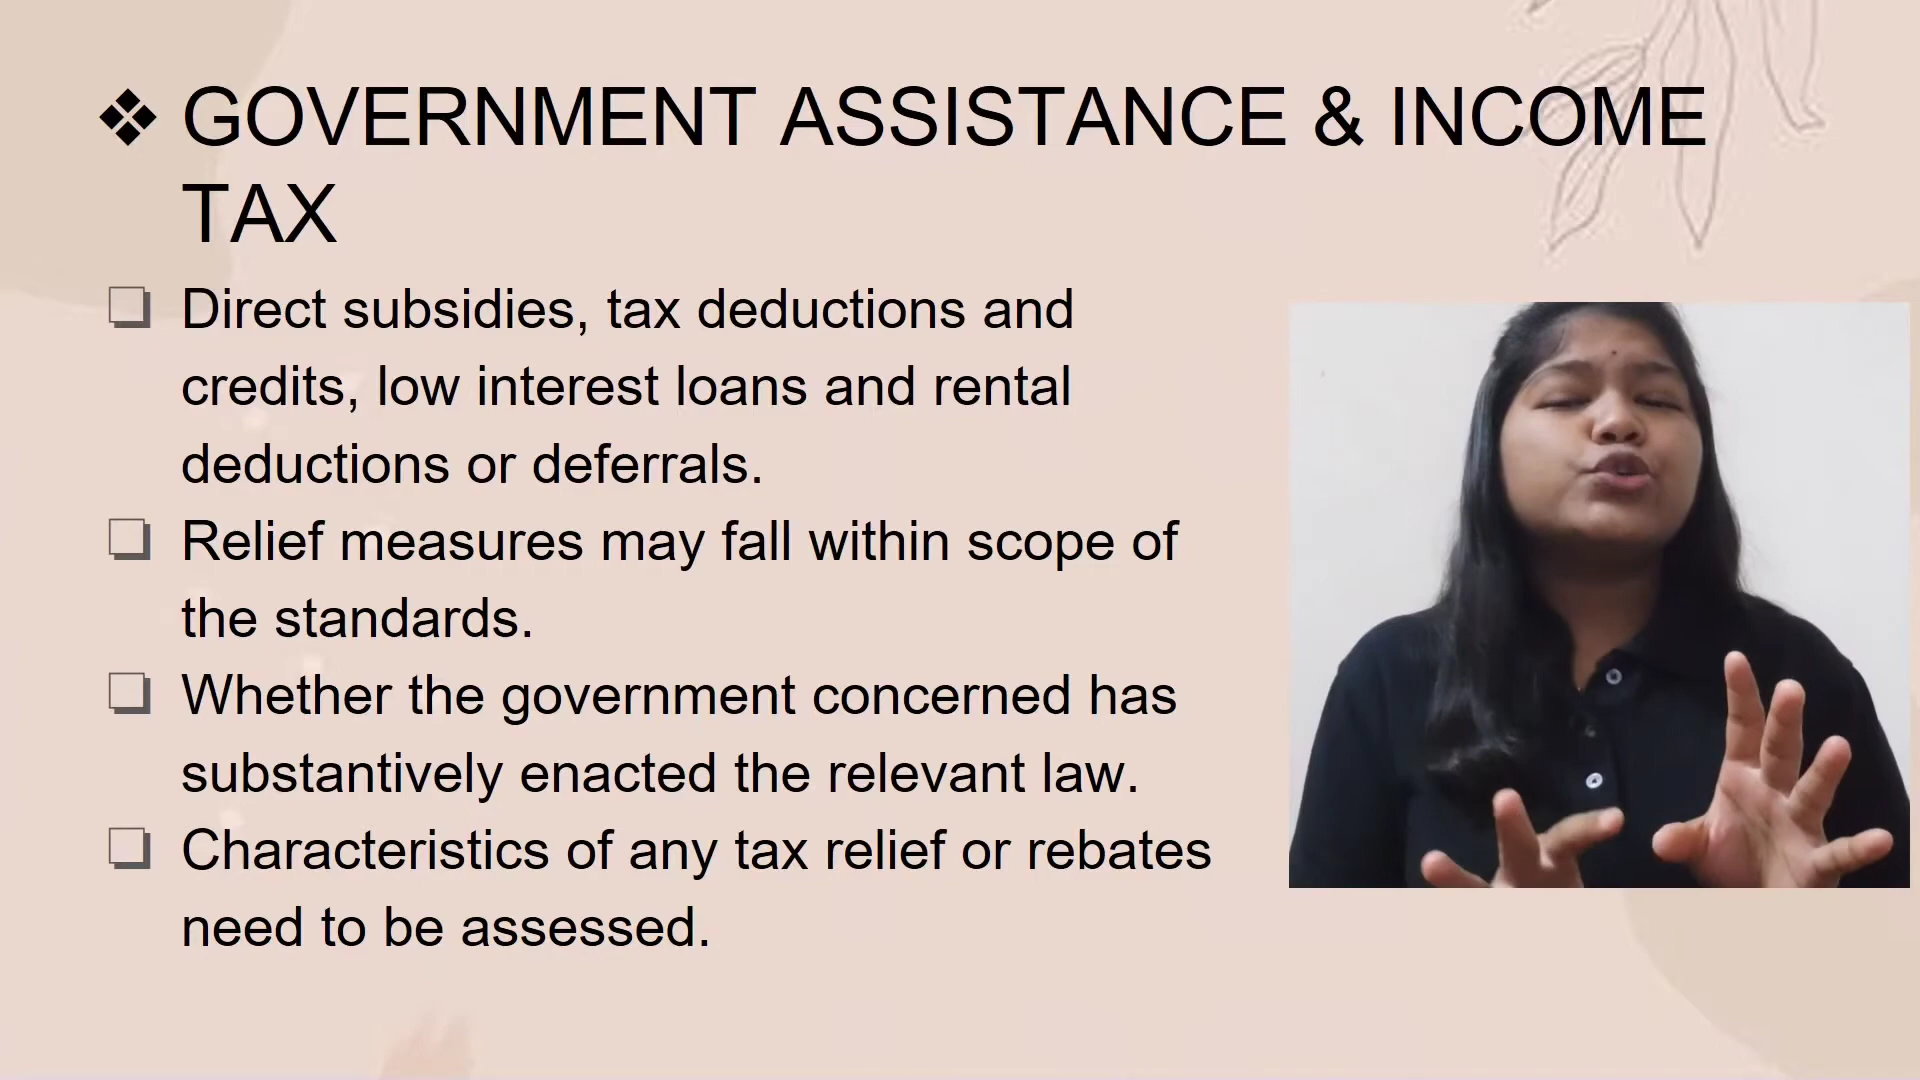 ❖ GOVERNMENT ASSISTANCE & INCOME
TAX
❏ Direct subsidies, tax deductions and
credits, low interest loans and rental
deductions or deferrals.
❏ Relief measures may fall within scope of
the standards.
❏ Whether the government concerned has
substantively enacted the relevant law.
❏ Characteristics of any tax relief or rebates
need to be assessed.